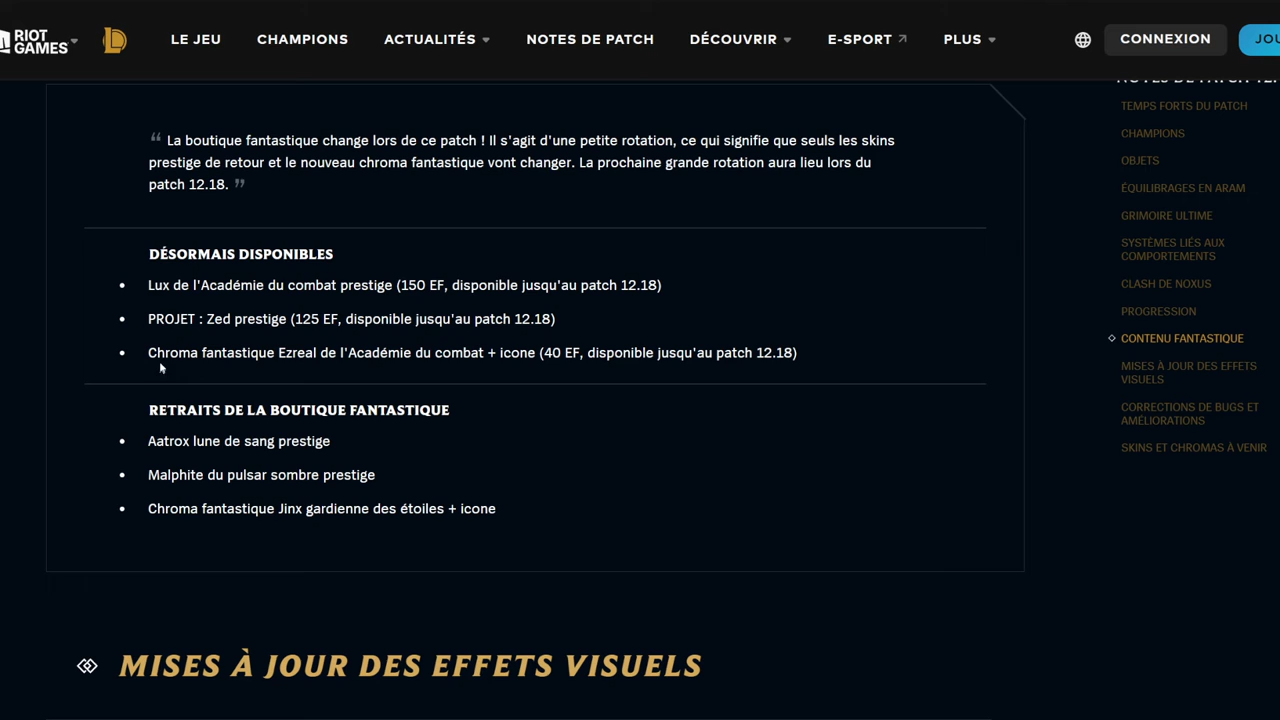 RIOT GAMES
LE JEU
CHAMPIONS
ACTUALITÉS
NOTES DE PATCH
DÉCOUVRIR
E-SPORT
PLUS
CONNEXION
“ La boutique fantastique change lors de ce patch ! Il s'agit d'une petite rotation, ce qui signifie que seuls les skins
prestige de retour et le nouveau chroma fantastique vont changer. La prochaine grande rotation aura lieu lors du
patch 12.18. ”
DÉSORMAIS DISPONIBLES
• Lux de l'Académie du combat prestige (150 EF, disponible jusqu'au patch 12.18)
• PROJET : Zed prestige (125 EF, disponible jusqu'au patch 12.18)
• Chroma fantastique Ezreal de l'Académie du combat + icone (40 EF, disponible jusqu'au patch 12.18)
RETRAITS DE LA BOUTIQUE FANTASTIQUE
• Aatrox lune de sang prestige
• Malphite du pulsar sombre prestige
• Chroma fantastique Jinx gardienne des étoiles + icone
MISES À JOUR DES EFFETS VISUELS
NOTES DE PATCH
TEMPS FORTS DU PATCH
CHAMPIONS
OBJETS
ÉQUILIBRAGES EN ARAM
GRIMOIRE ULTIME
SYSTÈMES LIÉS AUX
COMPORTEMENTS
CLASH DE NOXUS
PROGRESSION
CONTENU FANTASTIQUE
MISES À JOUR DES EFFETS
VISUELS
CORRECTIONS DE BUGS ET
AMÉLIORATIONS
SKINS ET CHROMAS À VENIR